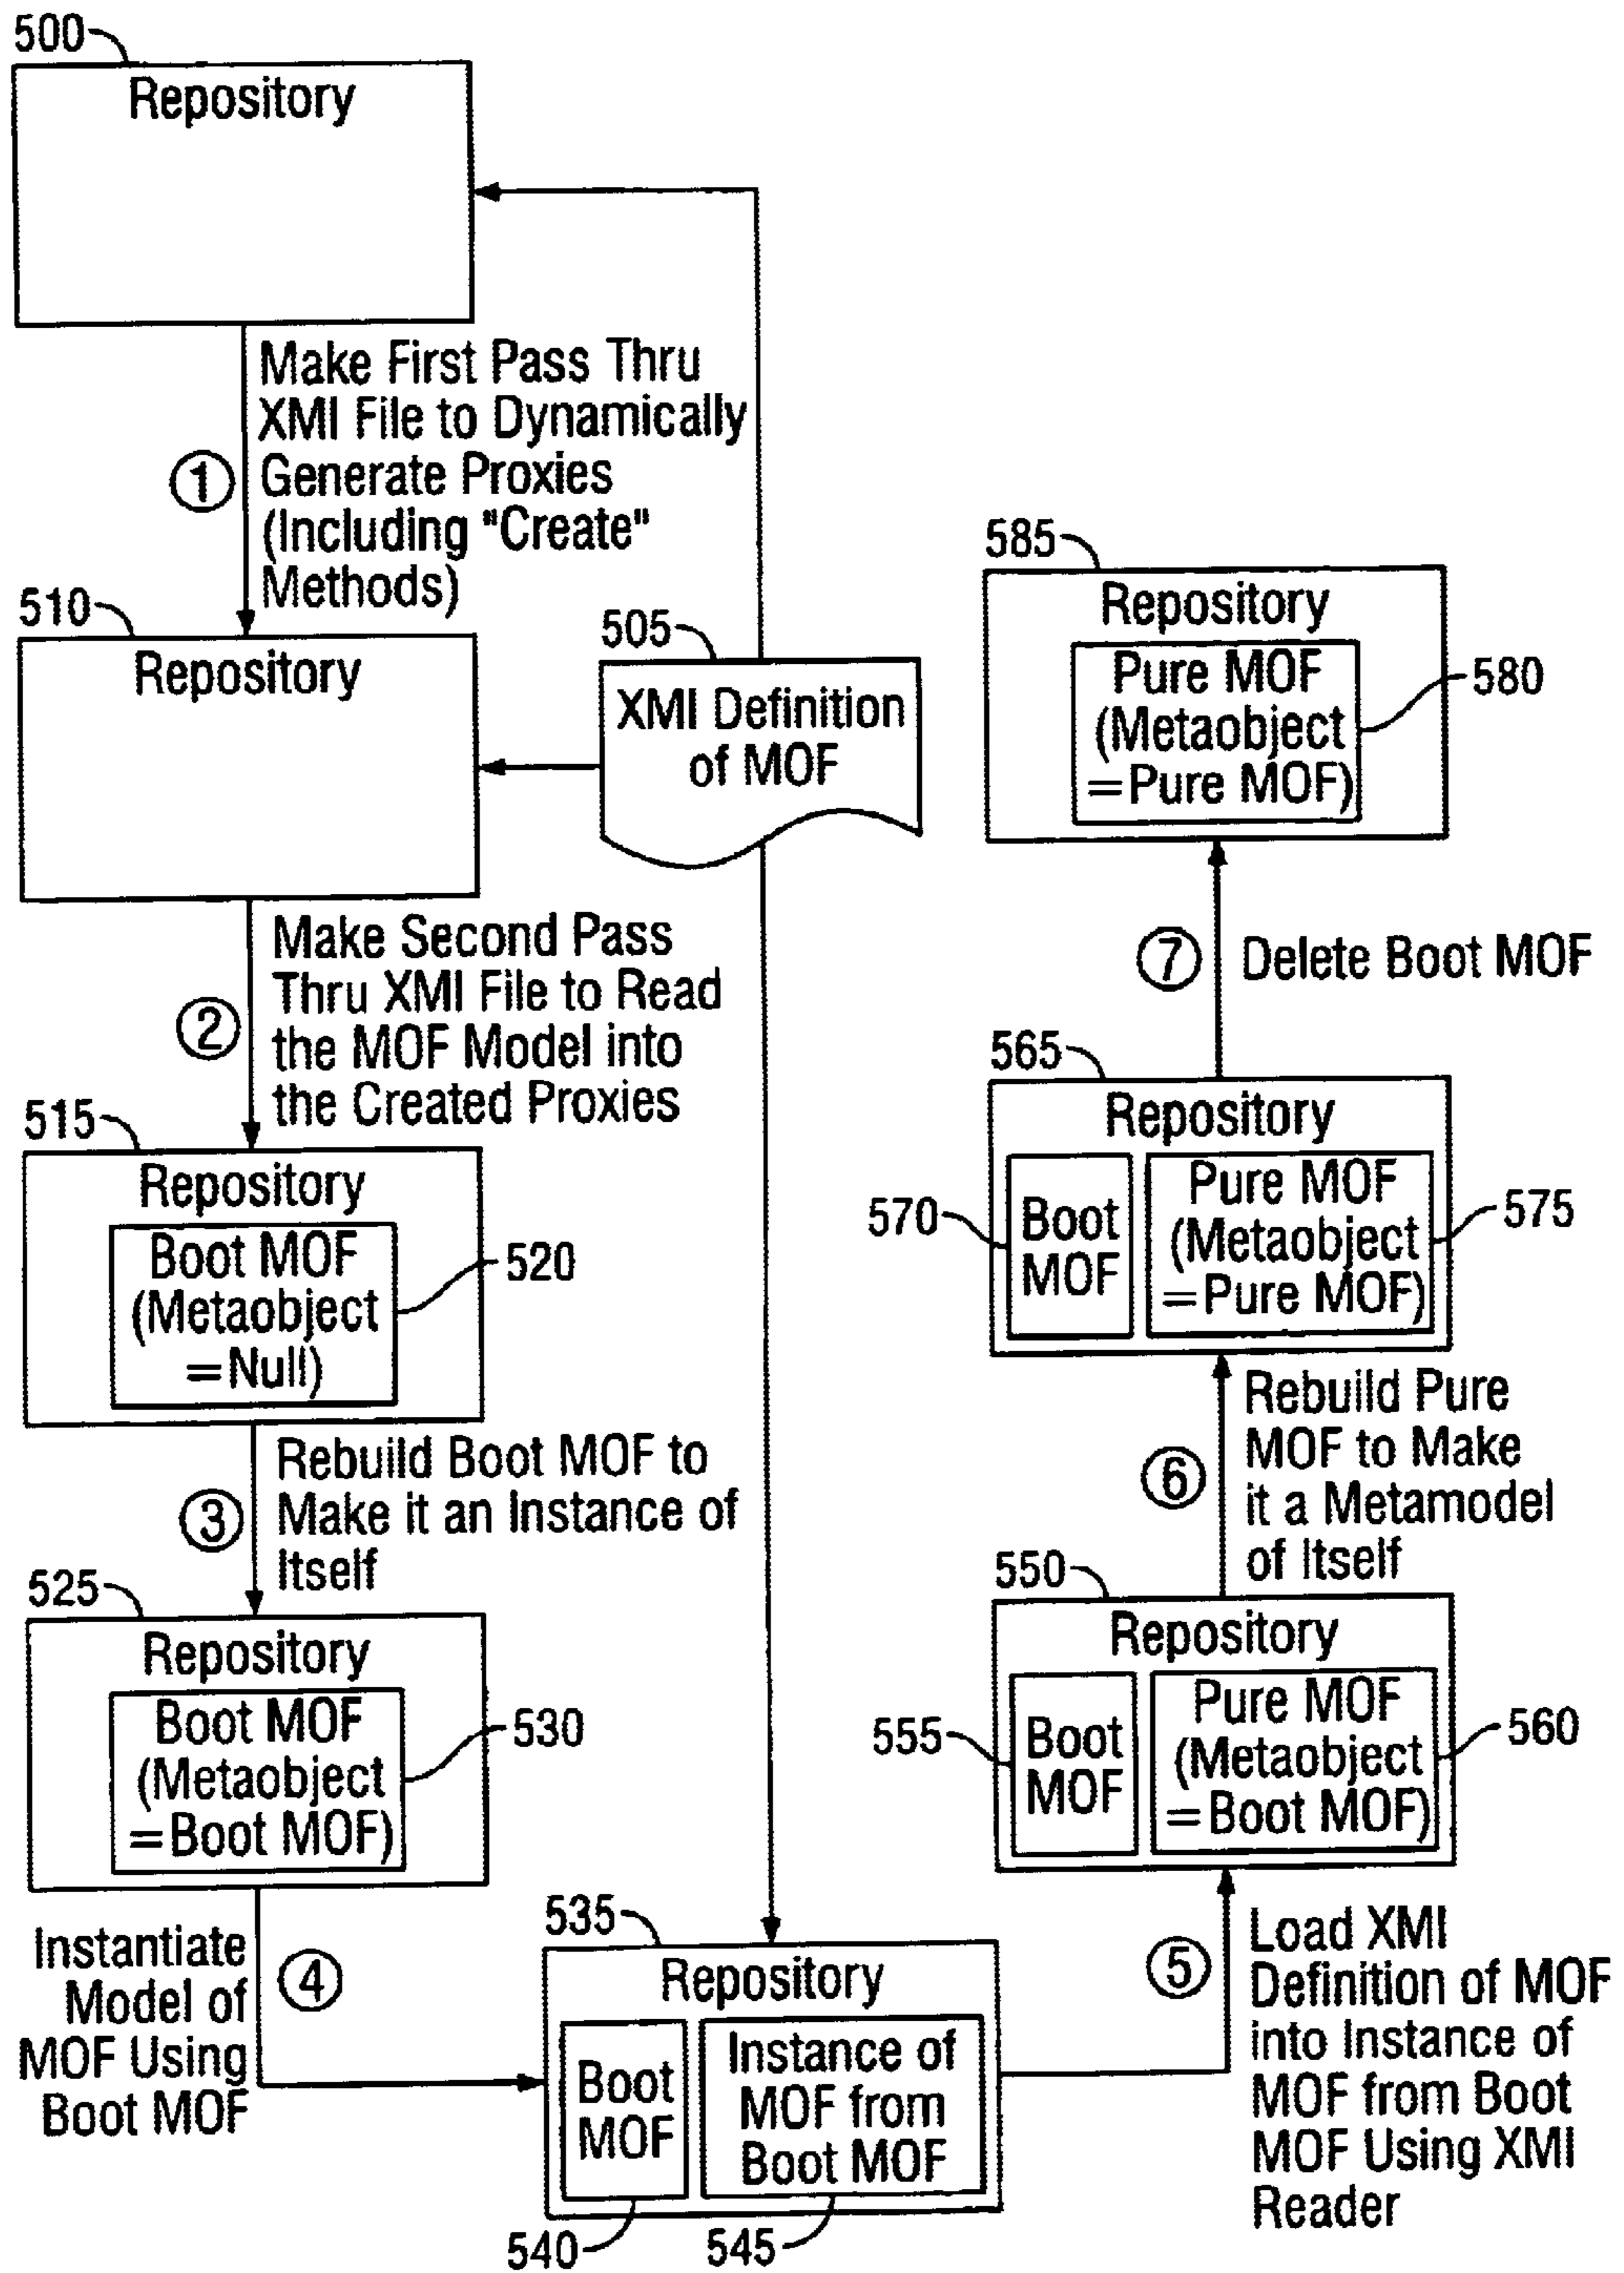 500
Repository
Make First Pass Thru
XMI File to Dynamically
Generate Proxies
(Including "Create"
Methods)
1
510
Repository
505
XMI Definition
of MOF
Make Second Pass
Thru XMI File to Read
the MOF Model into
the Created Proxies
2
515
Repository
Boot MOF
(Metaobject
=Null)
520
Rebuild Boot MOF to
Make it an Instance of
Itself
3
525
Repository
Boot MOF
(Metaobject
=Boot MOF)
530
Instantiate
Model of
MOF Using
Boot MOF
4
535
Repository
Boot
MOF
Instance of
MOF from
Boot MOF
540
545
5
Load XMI
Definition of MOF
into Instance of
MOF from Boot
MOF Using XMI
Reader
550
Repository
555
Boot
MOF
Pure MOF
(Metaobject
=Boot MOF)
560
6
Rebuild Pure
MOF to Make
it a Metamodel
of Itself
565
Repository
570
Boot
MOF
Pure MOF
(Metaobject
=Pure MOF)
575
7
Delete Boot MOF
585
Repository
Pure MOF
(Metaobject
=Pure MOF)
580